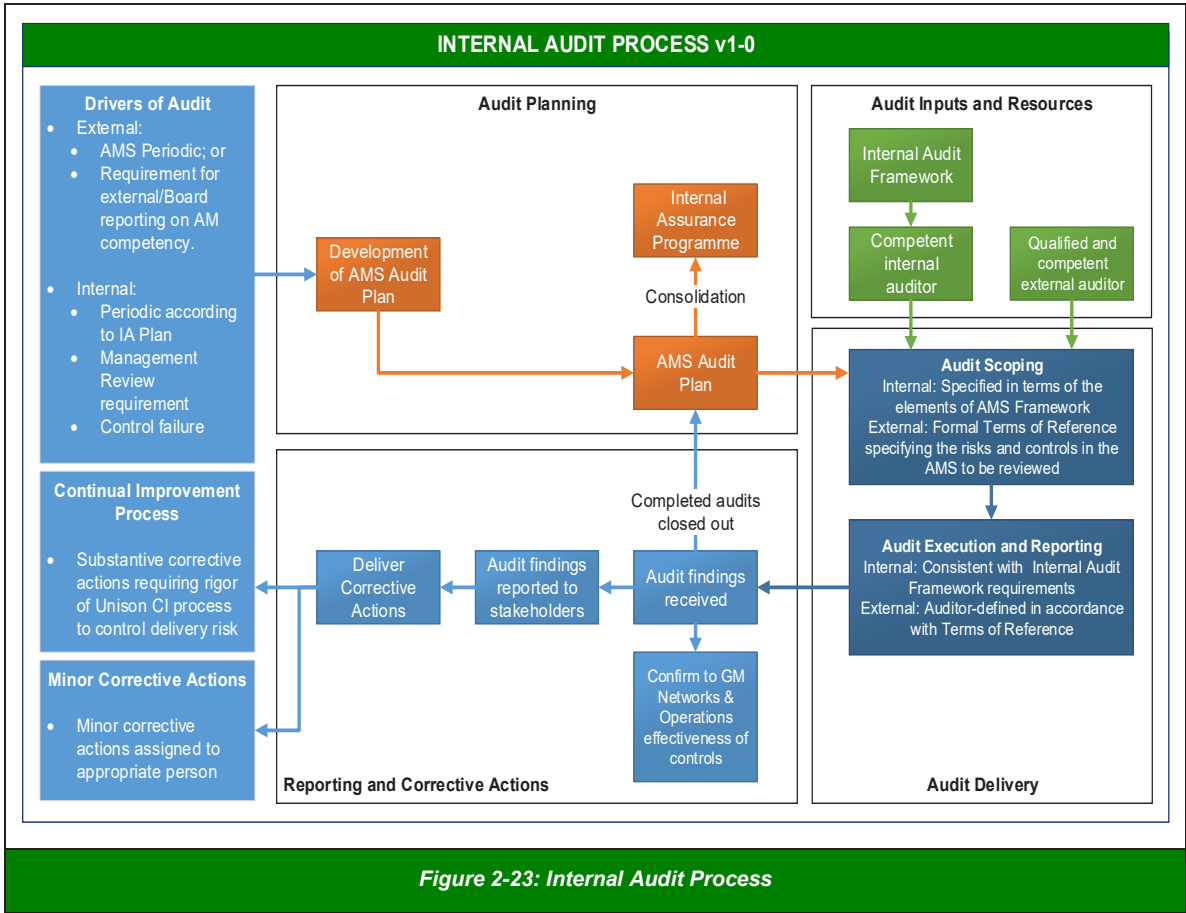 INTERNAL AUDIT PROCESS v1-0
Drivers of Audit
• External:
• AMS Periodic; or
• Requirement for
external/Board
reporting on AM
competency.
• Internal:
• Periodic according
to IA Plan
• Management
Review
requirement
• Control failure
Continual Improvement
Process
• Substantive corrective
actions requiring rigor
of Unison CI process
to control delivery risk
Minor Corrective Actions
• Minor corrective
actions assigned to
appropriate person
Audit Planning
Development
of AMS Audit
Plan
Internal
Assurance
Programme
Consolidation
AMS Audit
Plan
Audit Inputs and Resources
Internal Audit
Framework
Competent
internal
auditor
Qualified and
competent
external auditor
Audit Scoping
Internal: Specified in terms of the
elements of AMS Framework
External: Formal Terms of Reference
specifying the risks and controls in the
AMS to be reviewed
Audit Execution and Reporting
Internal: Consistent with Internal Audit
Framework requirements
External: Auditor-defined in accordance
with Terms of Reference
Audit Delivery
Completed audits
closed out
Deliver
Corrective
Actions
Audit findings
reported to
stakeholders
Audit findings
received
Confirm to GM
Networks &
Operations
effectiveness of
controls
Reporting and Corrective Actions
Figure 2-23: Internal Audit Process